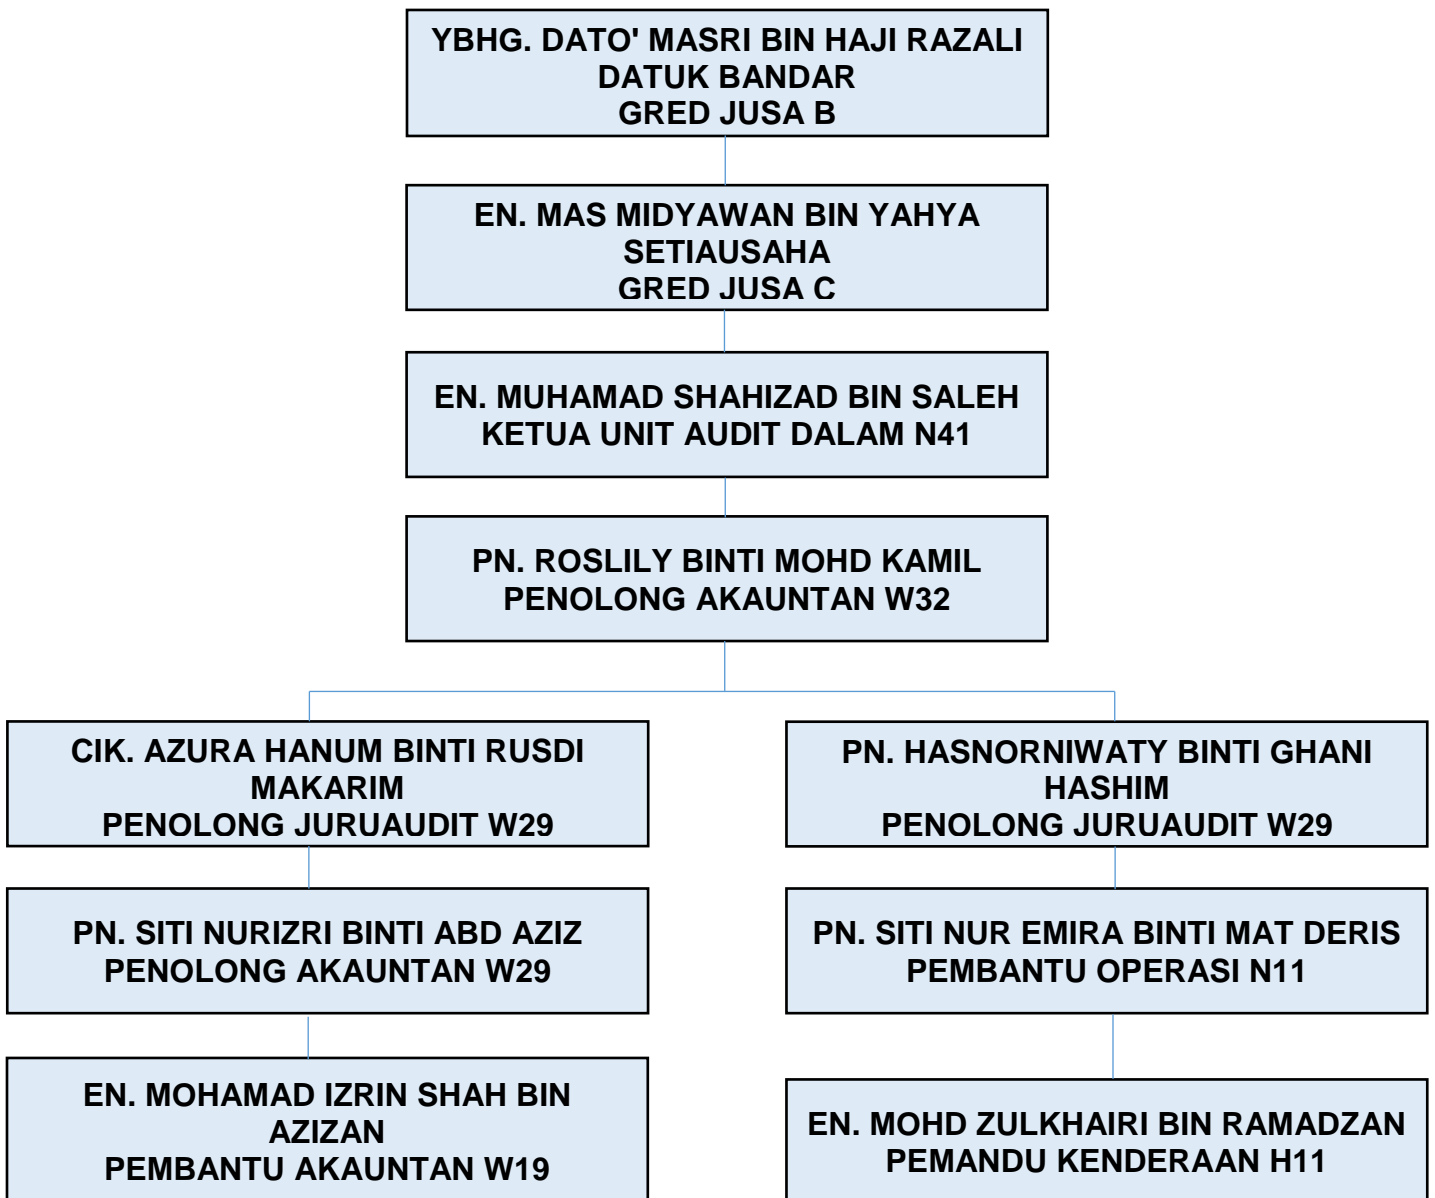 YBHG. DATO' MASRI BIN HAJI RAZALI
DATUK BANDAR
GRED JUSA B
EN. MAS MIDYAWAN BIN YAHYA
SETIAUSAHA
GRED JUSA C
EN. MUHAMAD SHAHIZAD BIN SALEH
KETUA UNIT AUDIT DALAM N41
PN. ROSLILY BINTI MOHD KAMIL
PENOLONG AKAUNTAN W32
CIK. AZURA HANUM BINTI RUSDI
MAKARIM
PENOLONG JURUAUDIT W29
PN. HASNORNIWATY BINTI GHANI
HASHIM
PENOLONG JURUAUDIT W29
PN. SITI NURIZRI BINTI ABD AZIZ
PENOLONG AKAUNTAN W29
PN. SITI NUR EMIRA BINTI MAT DERIS
PEMBANTU OPERASI N11
EN. MOHAMAD IZRIN SHAH BIN
AZIZAN
PEMBANTU AKAUNTAN W19
EN. MOHD ZULKHAIRI BIN RAMADZAN
PEMANDU KENDERAAN H11